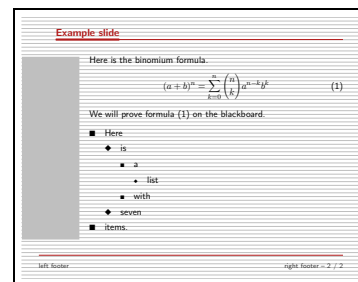 Example slide
Here is the binomium formula.
(a + b)^n = \sum_{k=0}^{n} \binom{n}{k} a^{n-k} b^k (1)
We will prove formula (1) on the blackboard.
■ Here
◆ is
■ a
◆ list
■ with
◆ seven
■ items.
left footer right footer – 2 / 2